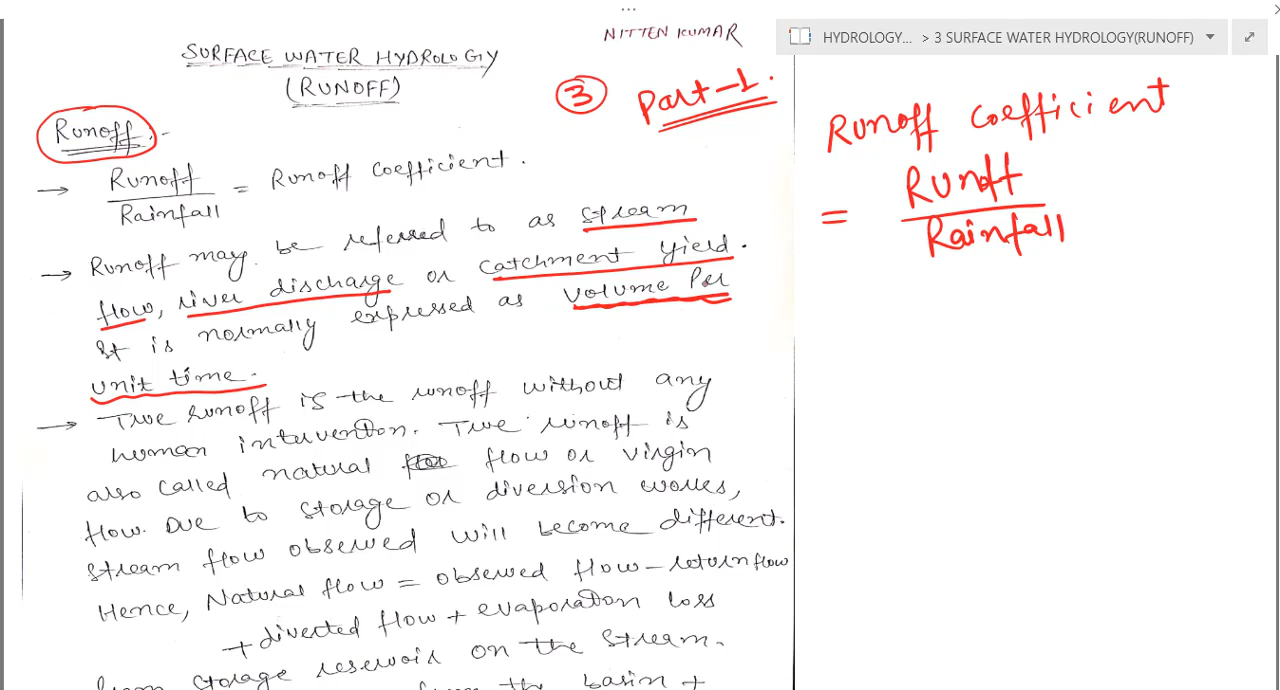 ...
NITTEN KUMAR
HYDROLOGY... > 3 SURFACE WATER HYDROLOGY(RUNOFF)
SURFACE WATER HYDROLOGY
(RUNOFF)
3 Part-1.
Runoff:-
→ Runoff / Rainfall = Runoff coefficient.
→ Runoff may be referred to as stream
flow, river discharge or catchment yield.
It is normally expressed as volume Per
unit time.
→ True runoff is the runoff without any
human intervention. True runoff is
also called natural flow or virgin
flow. Due to storage or diversion works,
stream flow observed will become different.
Hence, Natural flow = observed flow - return flow
+ diverted flow + evaporation loss
from storage reservoir on the stream.
from the basin +
Runoff Coefficient
= Runoff
Rainfall